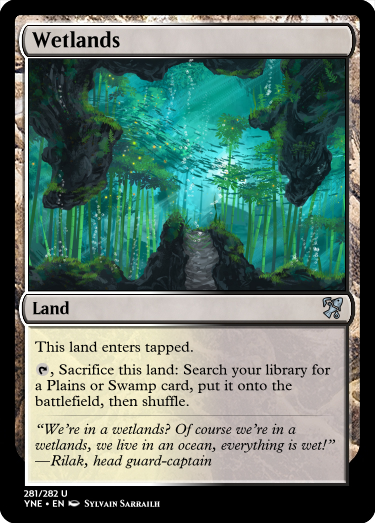 Wetlands
Land
This land enters tapped.
, Sacrifice this land: Search your library for
a Plains or Swamp card, put it onto the
battlefield, then shuffle.
“We’re in a wetlands? Of course we’re in a
wetlands, we live in an ocean, everything is wet!”
—Rilak, head guard-captain
281/282 U
YNE • EN Sylvain Sarrailh